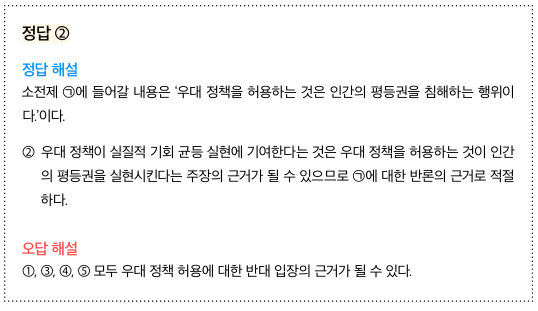 정답 ②
정답 해설
소전제 ㉠에 들어갈 내용은 ‘우대 정책을 허용하는 것은 인간의 평등권을 침해하는 행위이
다.’이다.
② 우대 정책이 실질적 기회 균등 실현에 기여한다는 것은 우대 정책을 허용하는 것이 인간
의 평등권을 실현시킨다는 주장의 근거가 될 수 있으므로 ㉠에 대한 반론의 근거로 적절
하다.
오답 해설
①, ③, ④, ⑤ 모두 우대 정책 허용에 대한 반대 입장의 근거가 될 수 있다.